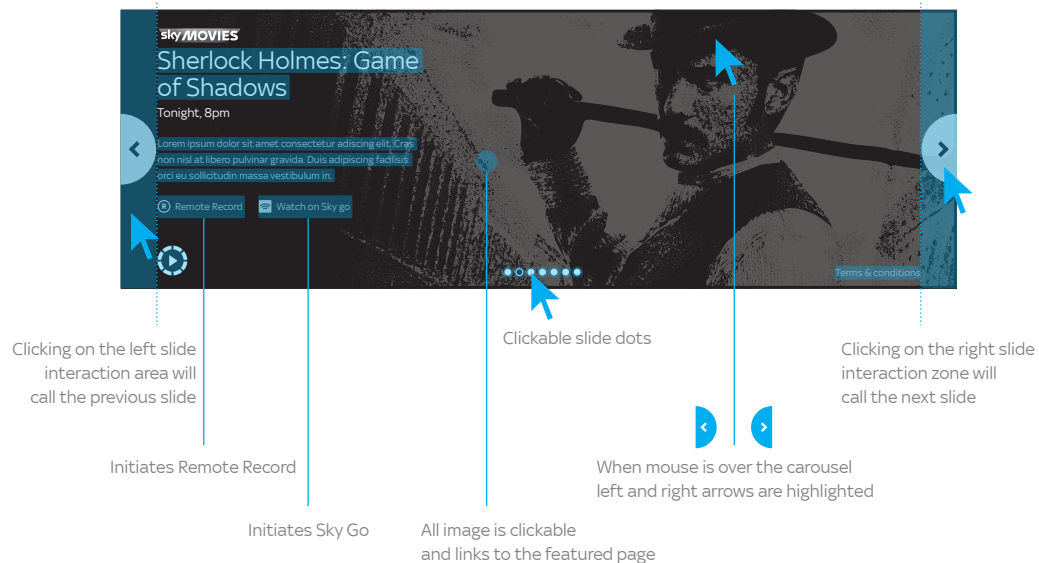 sky MOVIES
Sherlock Holmes: Game
of Shadows
Tonight, 8pm
Lorem ipsum dolor sit amet consectetur adiscing elit. Cras
non nisl at libero pulvinar gravida. Duis adipiscing facilisis
orci eu sollicitudin massa vestibulum in.
R Remote Record
Watch on Sky go
Terms & conditions
Clickable slide dots
Clicking on the left slide
interaction area will
call the previous slide
Clicking on the right slide
interaction zone will
call the next slide
Initiates Remote Record
When mouse is over the carousel
left and right arrows are highlighted
Initiates Sky Go
All image is clickable
and links to the featured page